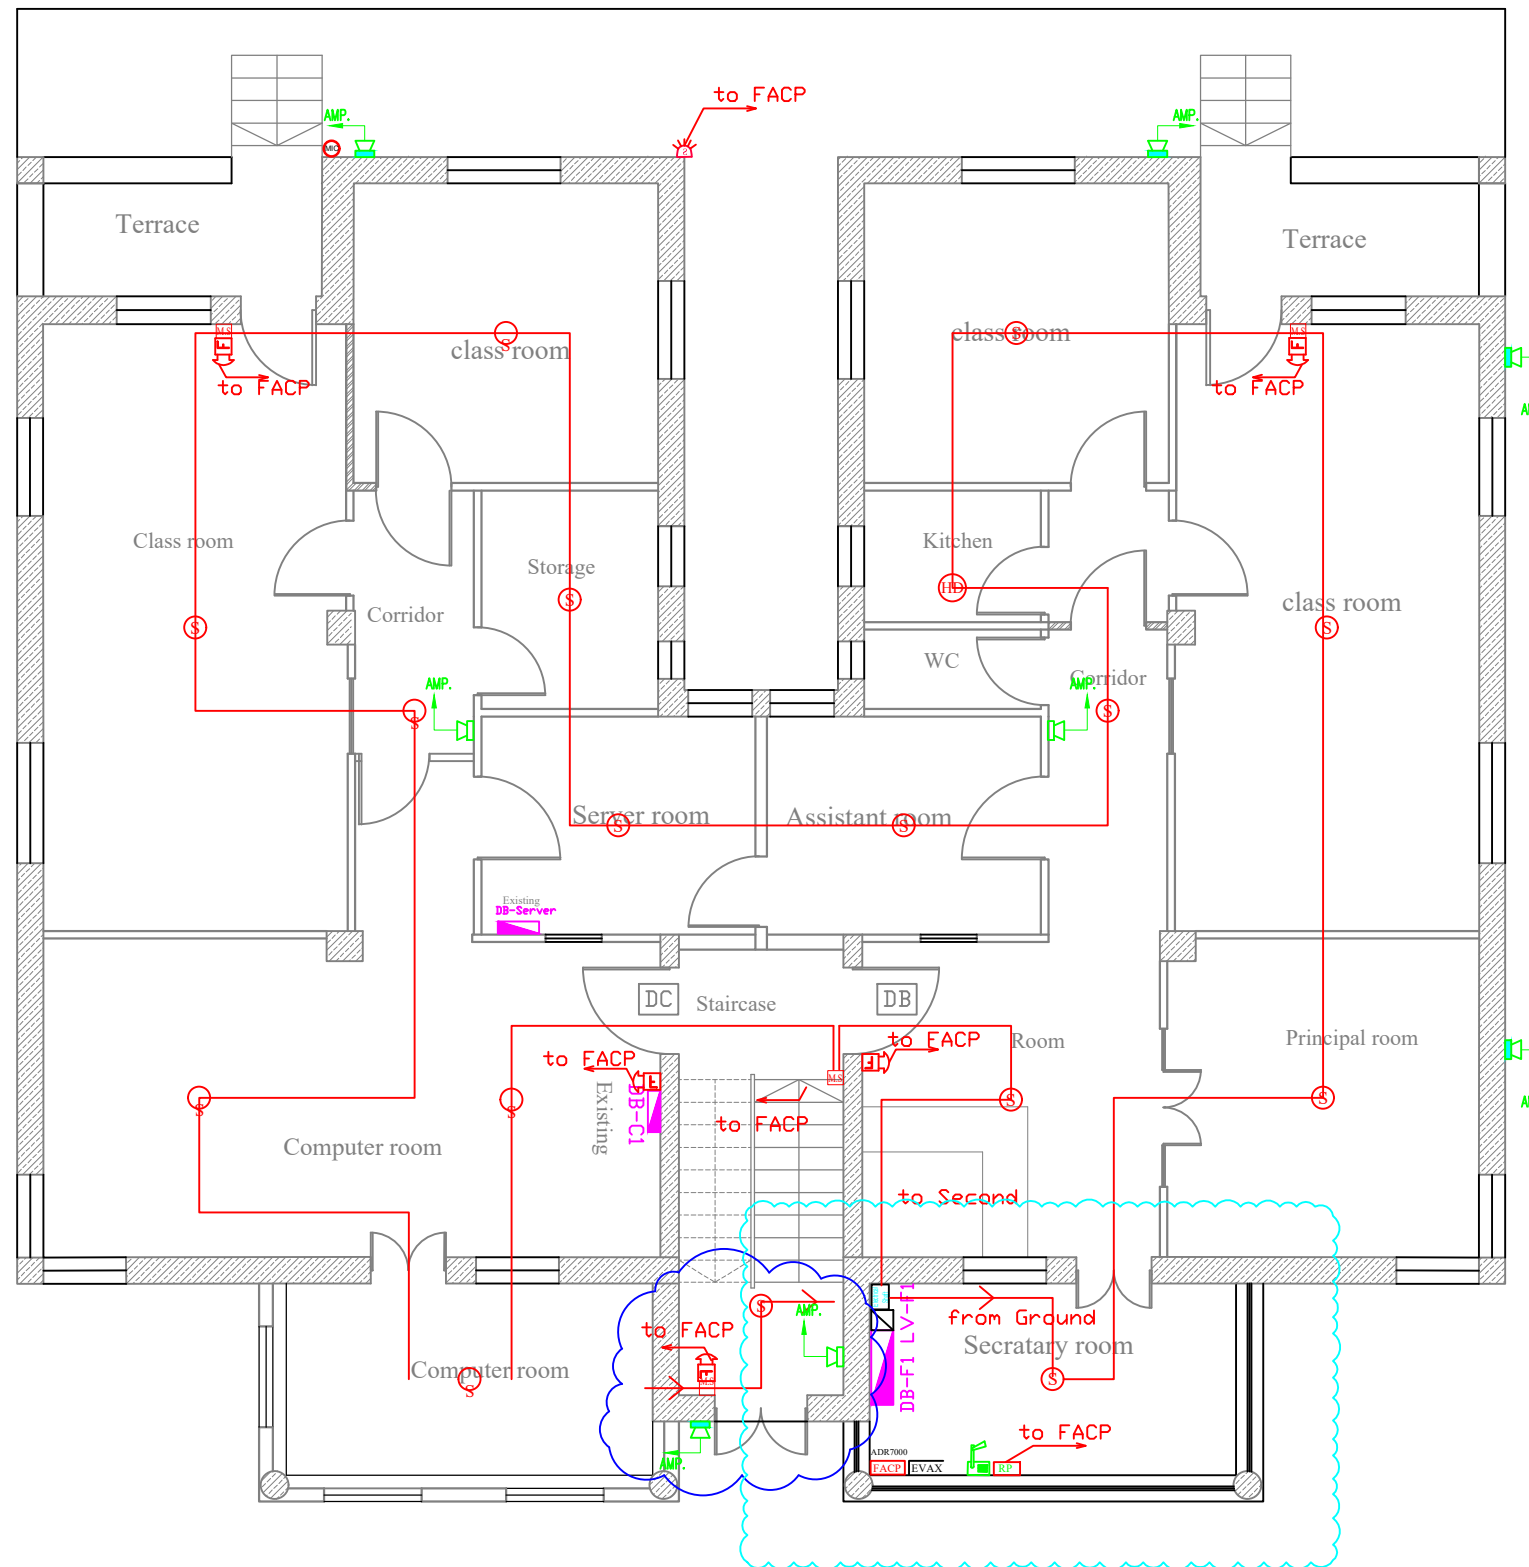 to FACP
AMP.
AMP.
MIC
Terrace
Terrace
M.S
class room
S
class room
S
M.S
F
F
to FACP
to FACP
Class room
Storage
Kitchen
HD
S
class room
Corridor
S
S
WC
Corridor
AMP.
AMP.
S
S
Server room
S
Assistant room
S
Existing
DB-Server
DC
Staircase
DB
to FACP
Room
Principal room
to FACP
F
F
M.S
Existing
DB-C1
S
S
S
S
to FACP
Computer room
to Second
S
AMP.
from Ground
to FACP
Secratary room
DB-F1 LV-F1
Computer room
S
F
M.S
S
to FACP
ADR7000
FACP
EVAX
RP
AMP.